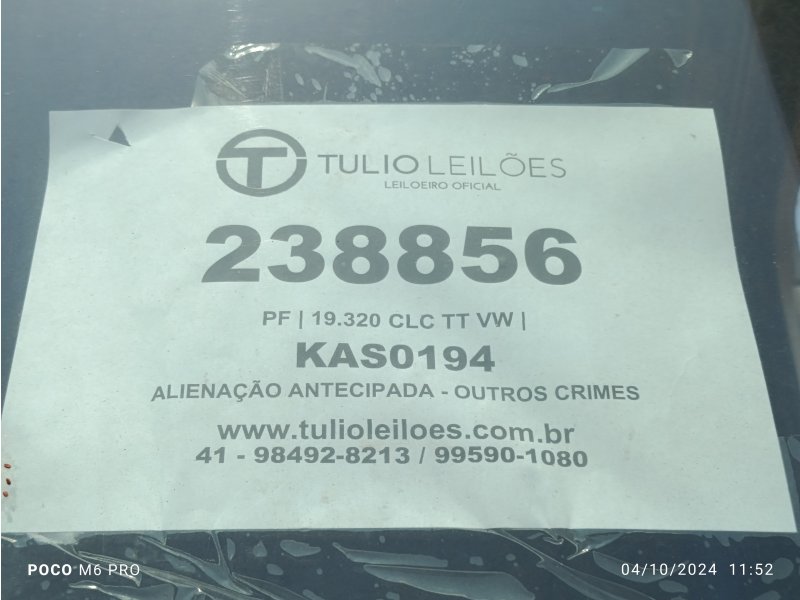 TULIO LEILÕES
LEILOEIRO OFICIAL
238856
PF | 19.320 CLC TT VW |
KAS0194
ALIENAÇÃO ANTECIPADA - OUTROS CRIMES
www.tulioleiloes.com.br
41 - 98492-8213 / 99590-1080
POCO M6 PRO
04/10/2024 11:52